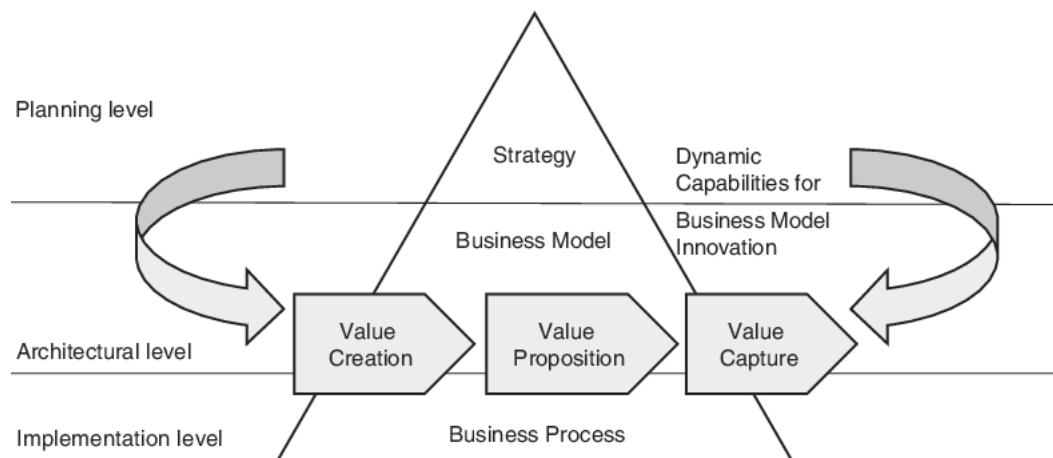 Planning level
Strategy
Dynamic
Capabilities for
Business Model
Innovation
Business Model
Value
Creation
Value
Proposition
Value
Capture
Architectural level
Implementation level
Business Process